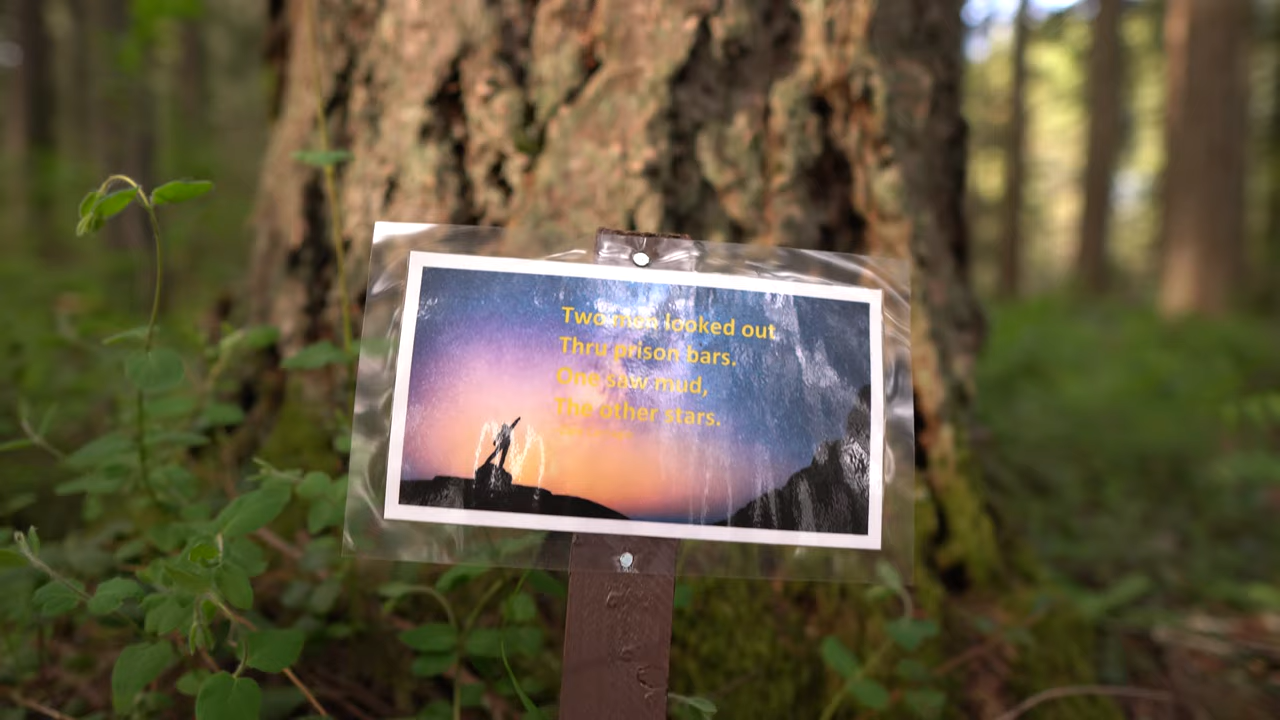 Two men looked out
Thru prison bars.
One saw mud,
The other stars.